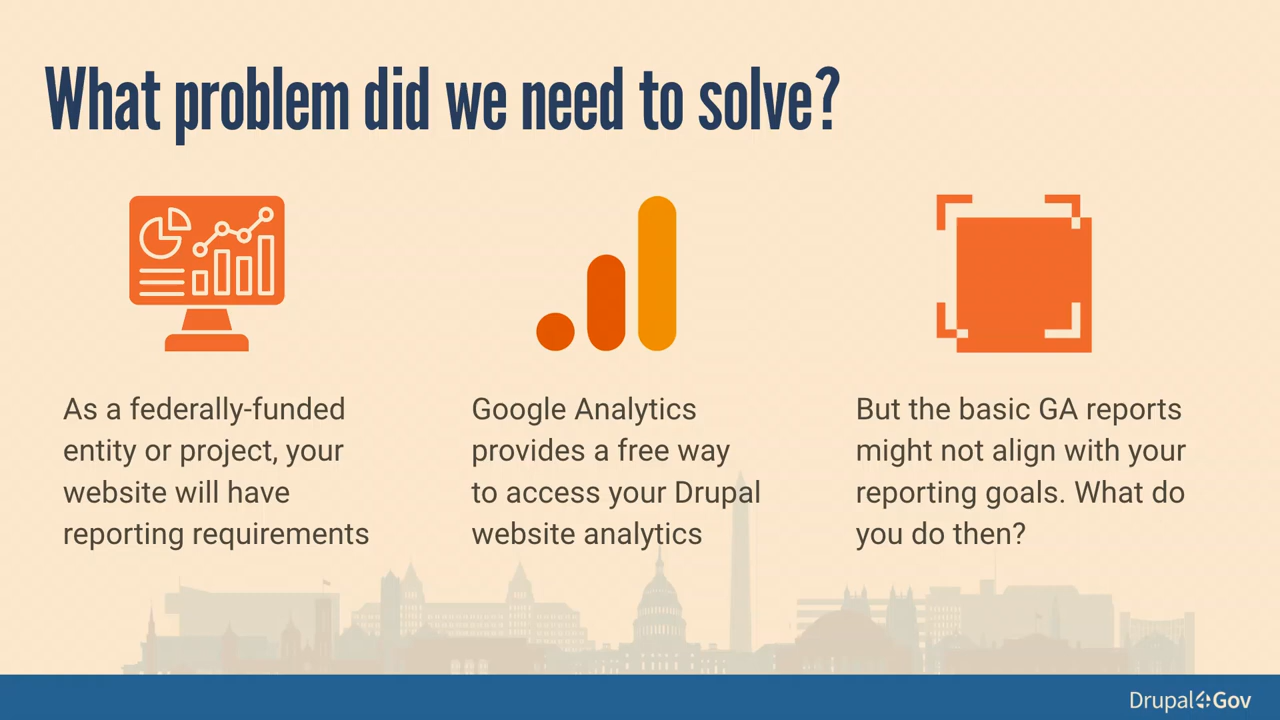 What problem did we need to solve?
As a federally-funded
entity or project, your
website will have
reporting requirements
Google Analytics
provides a free way
to access your Drupal
website analytics
But the basic GA reports
might not align with your
reporting goals. What do
you do then?
Drupal4Gov